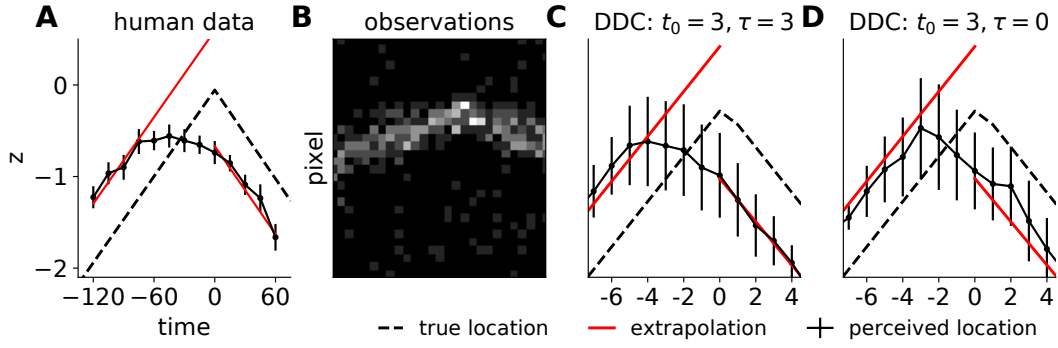 A human data
B observations
C DDC: t₀ = 3, τ = 3
D DDC: t₀ = 3, τ = 0
z
0
−1
−2
−120 −60 0 60
time
pixel
-6 -4 -2 0 2 4
-6 -4 -2 0 2 4
true location extrapolation perceived location